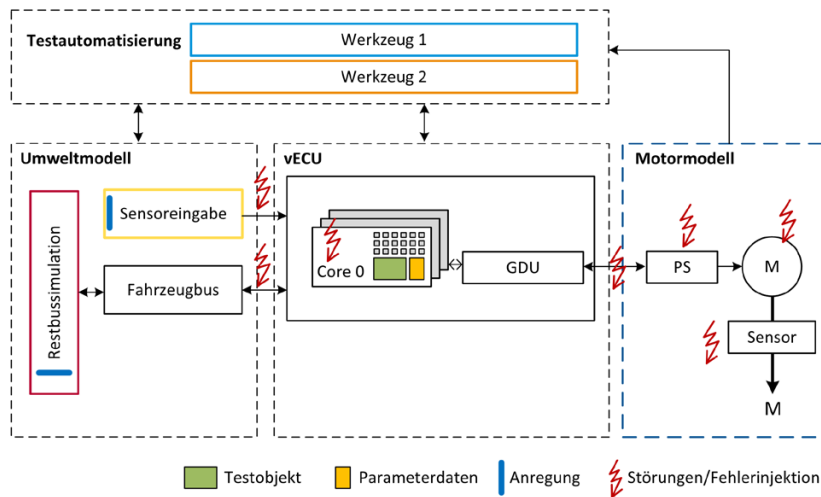 Testautomatisierung
Werkzeug 1
Werkzeug 2
Umweltmodell
Restbussimulation
Sensoreingabe
Fahrzeugbus
vECU
Core 0
GDU
Motormodell
PS
M
Sensor
M
Testobjekt
Parameterdaten
Anregung
Störungen/Fehlerinjektion